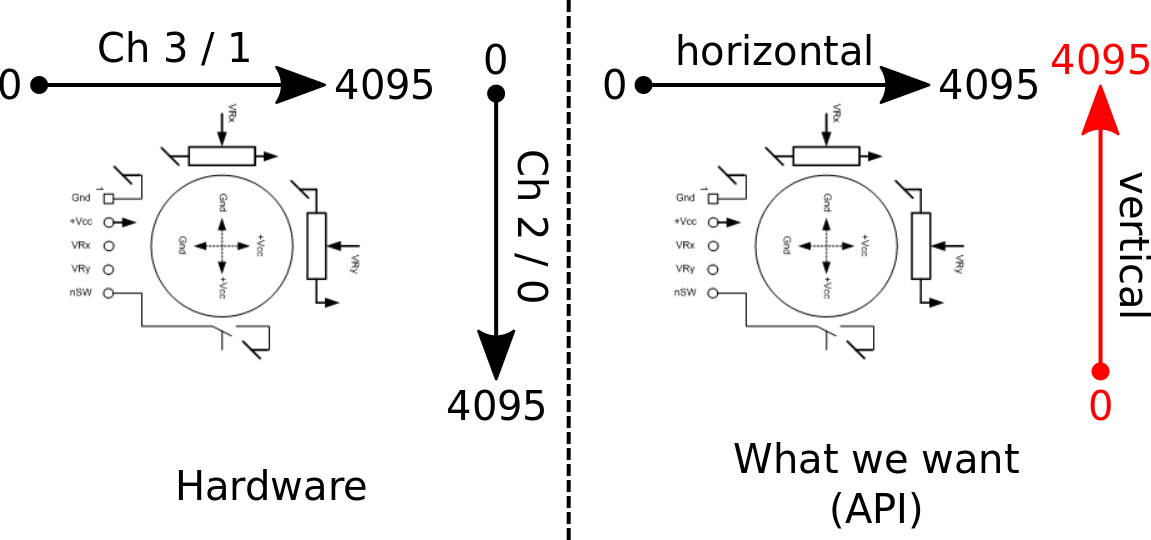 Ch 3 / 1
0
4095
0
Ch 2 / 0
4095
VRx
Gnd
1
+Vcc
VRx
VRy
nSW
Gnd
Gnd
+Vcc
+Vcc
VRy
Hardware
horizontal
0
4095
4095
vertical
0
VRx
Gnd
1
+Vcc
VRx
VRy
nSW
Gnd
Gnd
+Vcc
+Vcc
VRy
What we want
(API)